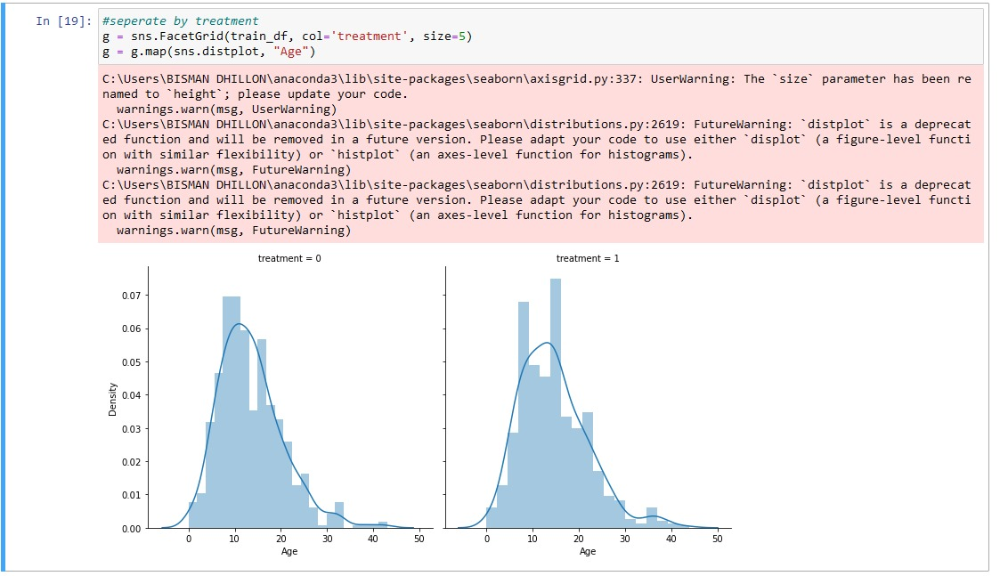 In [19]: #seperate by treatment
g = sns.FacetGrid(train_df, col='treatment', size=5)
g = g.map(sns.distplot, "Age")
C:\Users\BISMAN DHILLON\anaconda3\lib\site-packages\seaborn\axisgrid.py:337: UserWarning: The `size` parameter has been re
named to `height`; please update your code.
warnings.warn(msg, UserWarning)
C:\Users\BISMAN DHILLON\anaconda3\lib\site-packages\seaborn\distributions.py:2619: FutureWarning: `distplot` is a deprecat
ed function and will be removed in a future version. Please adapt your code to use either `displot` (a figure-level functi
on with similar flexibility) or `histplot` (an axes-level function for histograms).
warnings.warn(msg, FutureWarning)
C:\Users\BISMAN DHILLON\anaconda3\lib\site-packages\seaborn\distributions.py:2619: FutureWarning: `distplot` is a deprecat
ed function and will be removed in a future version. Please adapt your code to use either `displot` (a figure-level functi
on with similar flexibility) or `histplot` (an axes-level function for histograms).
warnings.warn(msg, FutureWarning)
treatment = 0
treatment = 1
0.07
0.06
0.05
0.04
0.03
0.02
0.01
0.00
Density
0 10 20 30 40 50
Age
0 10 20 30 40 50
Age